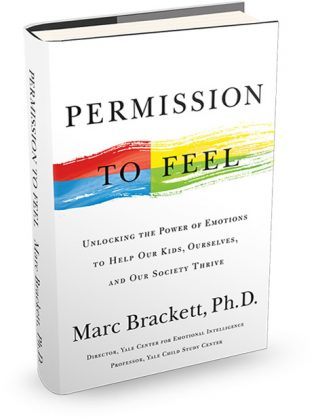 PERMISSION TO FEEL Marc Brackett, Ph.D.
PERMISSION
TO FEEL
UNLOCKING THE POWER OF EMOTIONS
TO HELP OUR KIDS, OURSELVES,
AND OUR SOCIETY THRIVE
Marc Brackett, Ph.D.
DIRECTOR, YALE CENTER FOR EMOTIONAL INTELLIGENCE
PROFESSOR, YALE CHILD STUDY CENTER